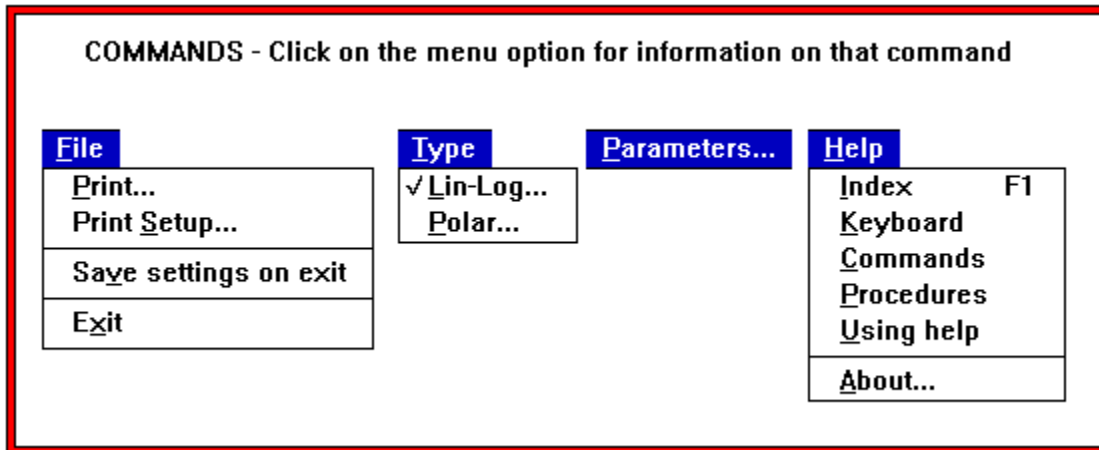 COMMANDS - Click on the menu option for information on that command
File
Print...
Print Setup...
Save settings on exit
Exit
Type
✓Lin-Log...
Polar...
Parameters...
Help
Index F1
Keyboard
Commands
Procedures
Using help
About...